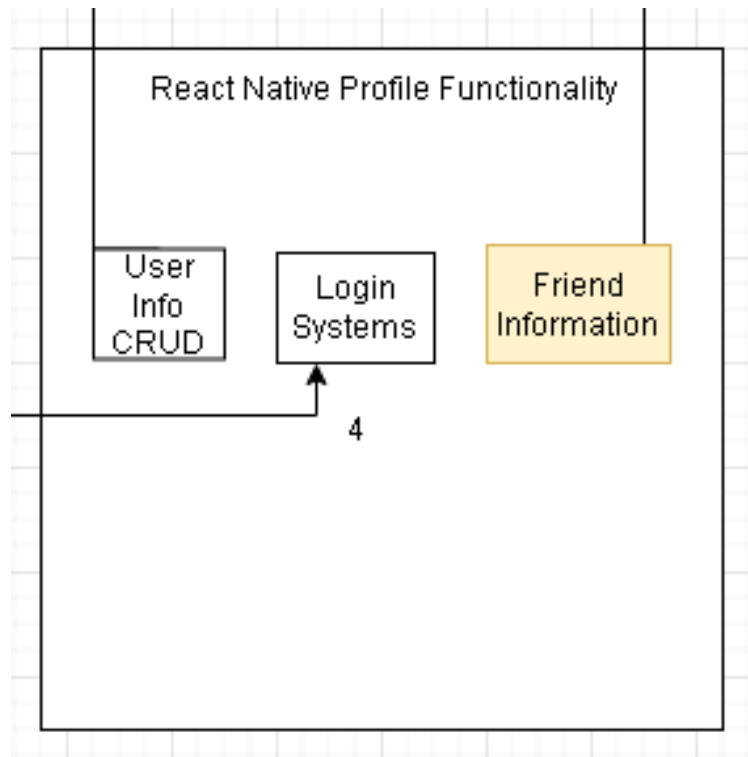 React Native Profile Functionality
User
Info
CRUD
Login
Systems
Friend
Information
4